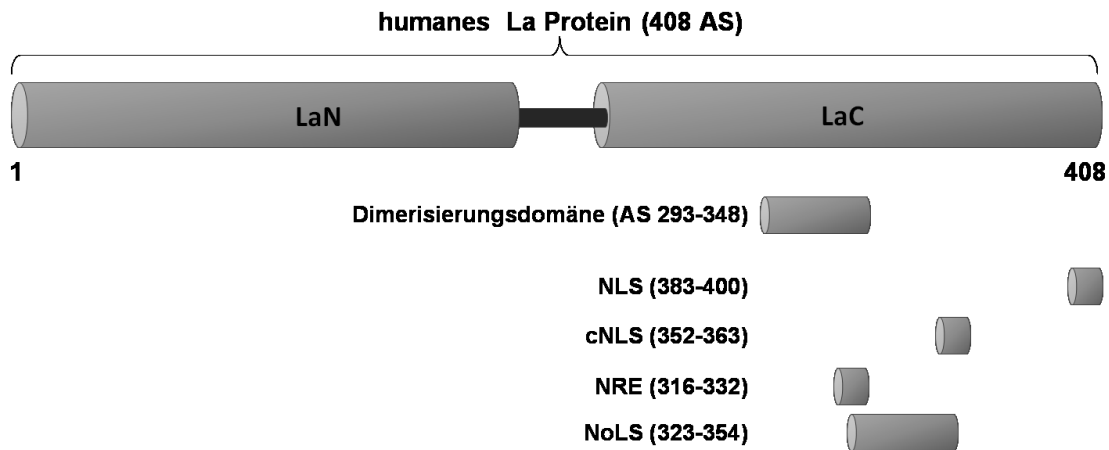 humanes La Protein (408 AS)
LaN
LaC
1
408
Dimerisierungsdomäne (AS 293-348)
NLS (383-400)
cNLS (352-363)
NRE (316-332)
NoLS (323-354)